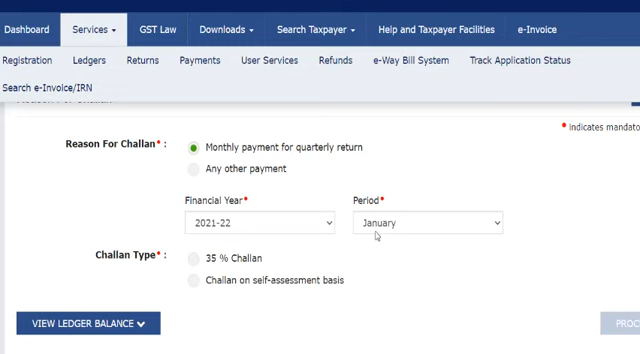 Dashboard Services GST Law Downloads Search Taxpayer Help and Taxpayer Facilities e-Invoice
Registration Ledgers Returns Payments User Services Refunds e-Way Bill System Track Application Status
Search e-Invoice/IRN
• indicates mandato
Reason For Challan• : Monthly payment for quarterly return
Any other payment
Financial Year• Period•
2021-22 January
Challan Type• : 35 % Challan
Challan on self-assessment basis
VIEW LEDGER BALANCE PROC